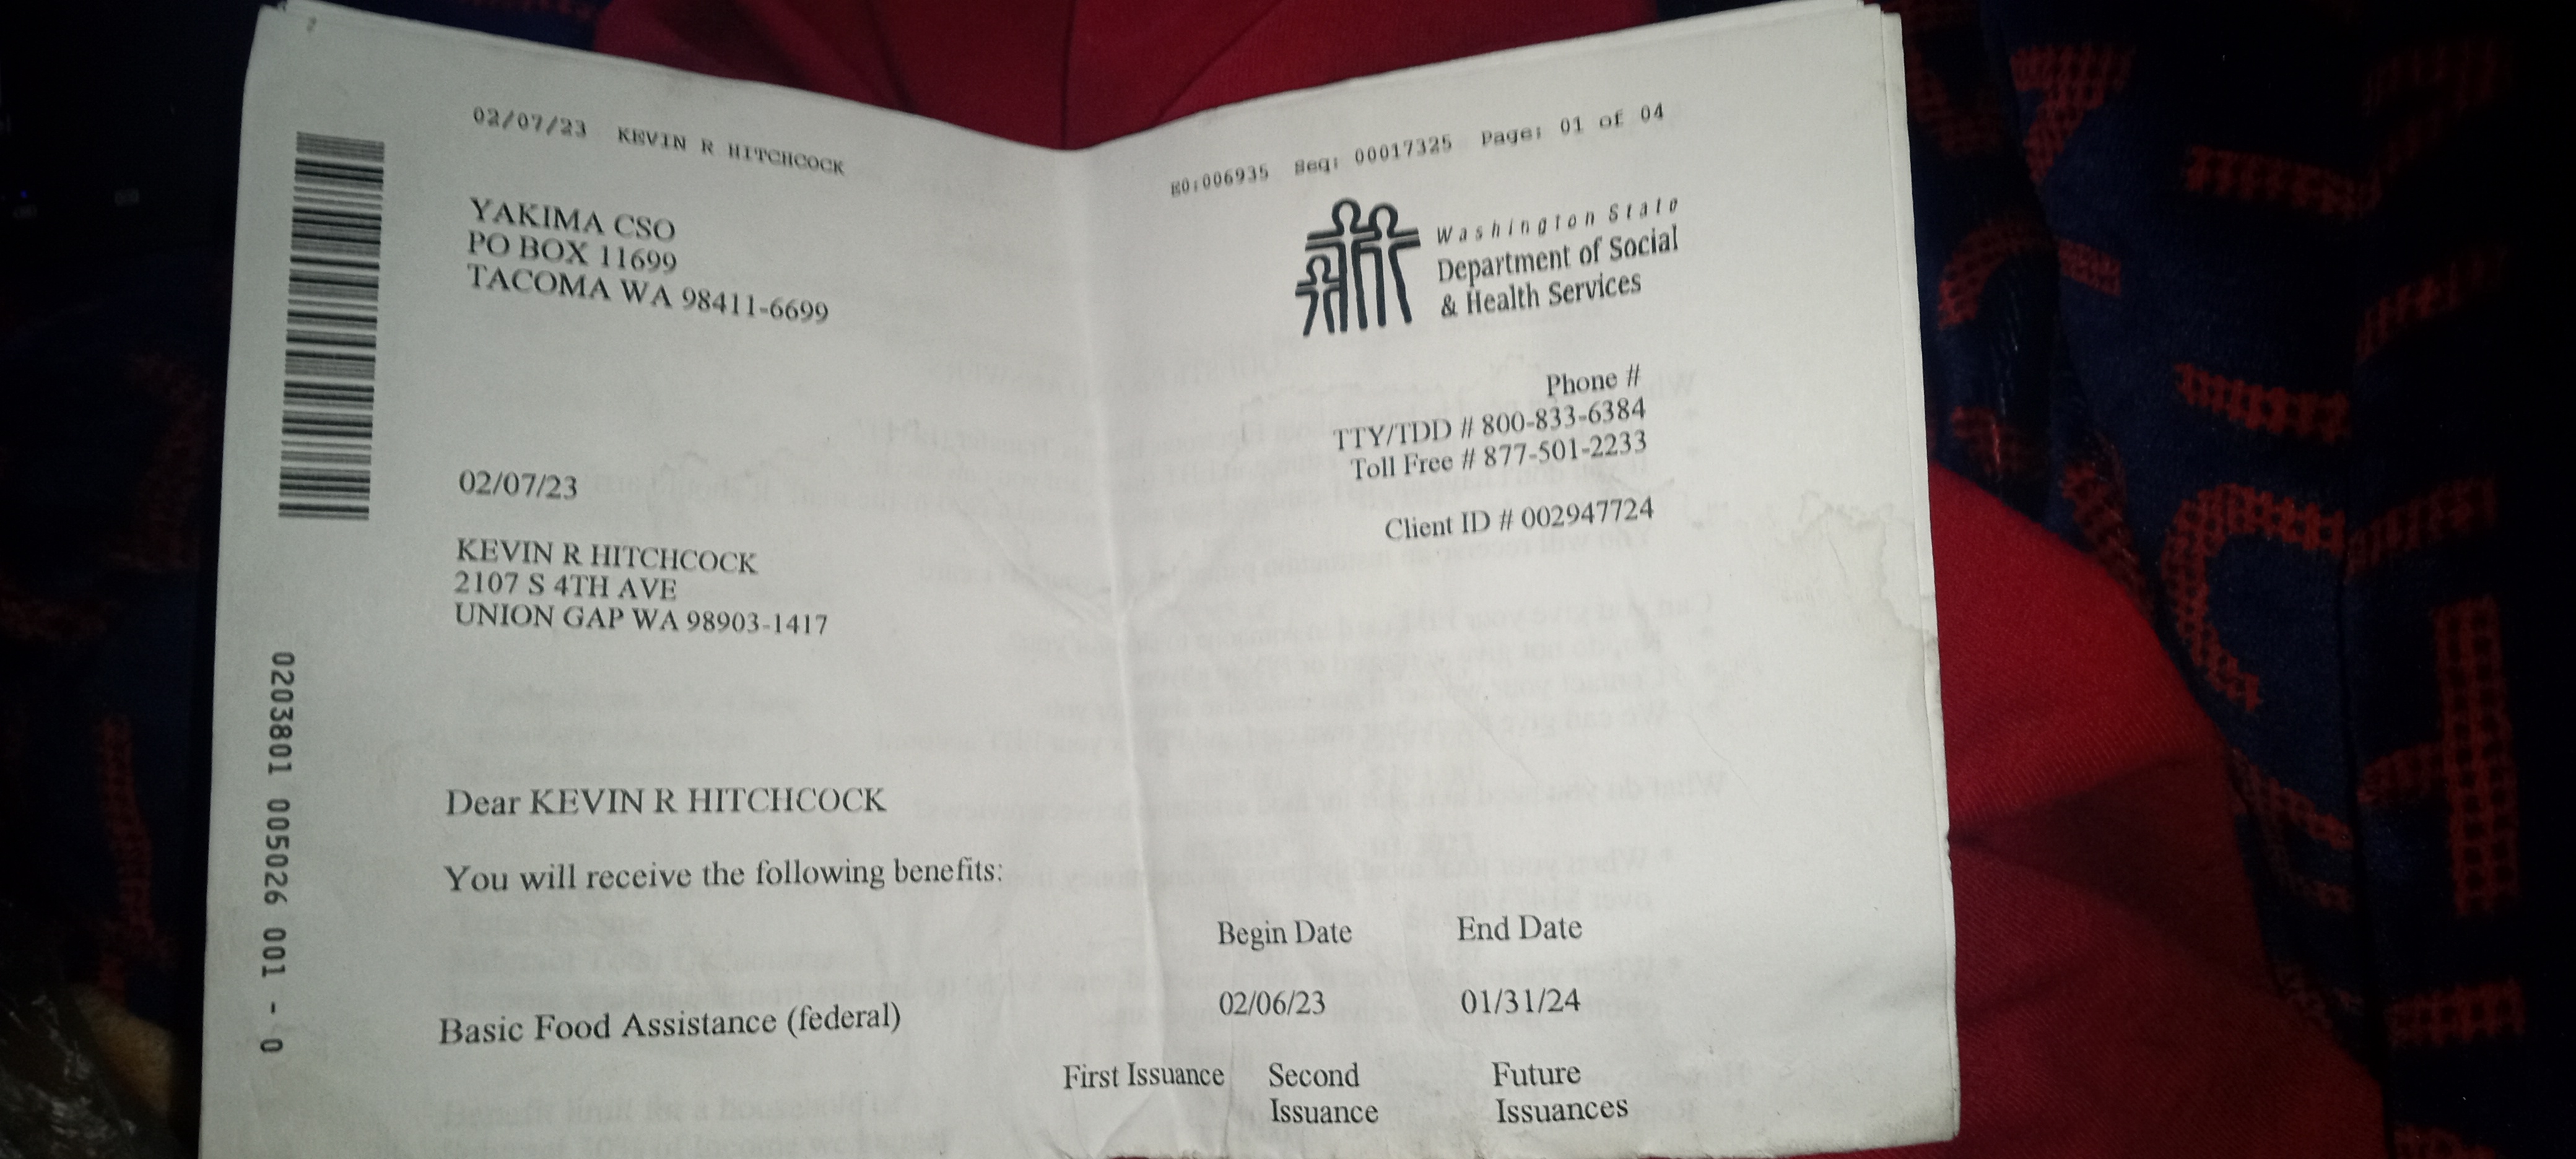 02/07/23 KEVIN R HITCHCOCK
Seq: 00017325 Page: 01 of 04
YAKIMA CSO
PO BOX 11699
TACOMA WA 98411-6699
Washington State
Department of Social
& Health Services
Phone #
TTY/TDD # 800-833-6384
Toll Free # 877-501-2233
Client ID # 002947724
02/07/23
KEVIN R HITCHCOCK
2107 S 4TH AVE
UNION GAP WA 98903-1417
0203801 005026 001 - 0
Dear KEVIN R HITCHCOCK
You will receive the following benefits:
Begin Date End Date
Basic Food Assistance (federal) 02/06/23 01/31/24
First Issuance Second Future
Issuance Issuances